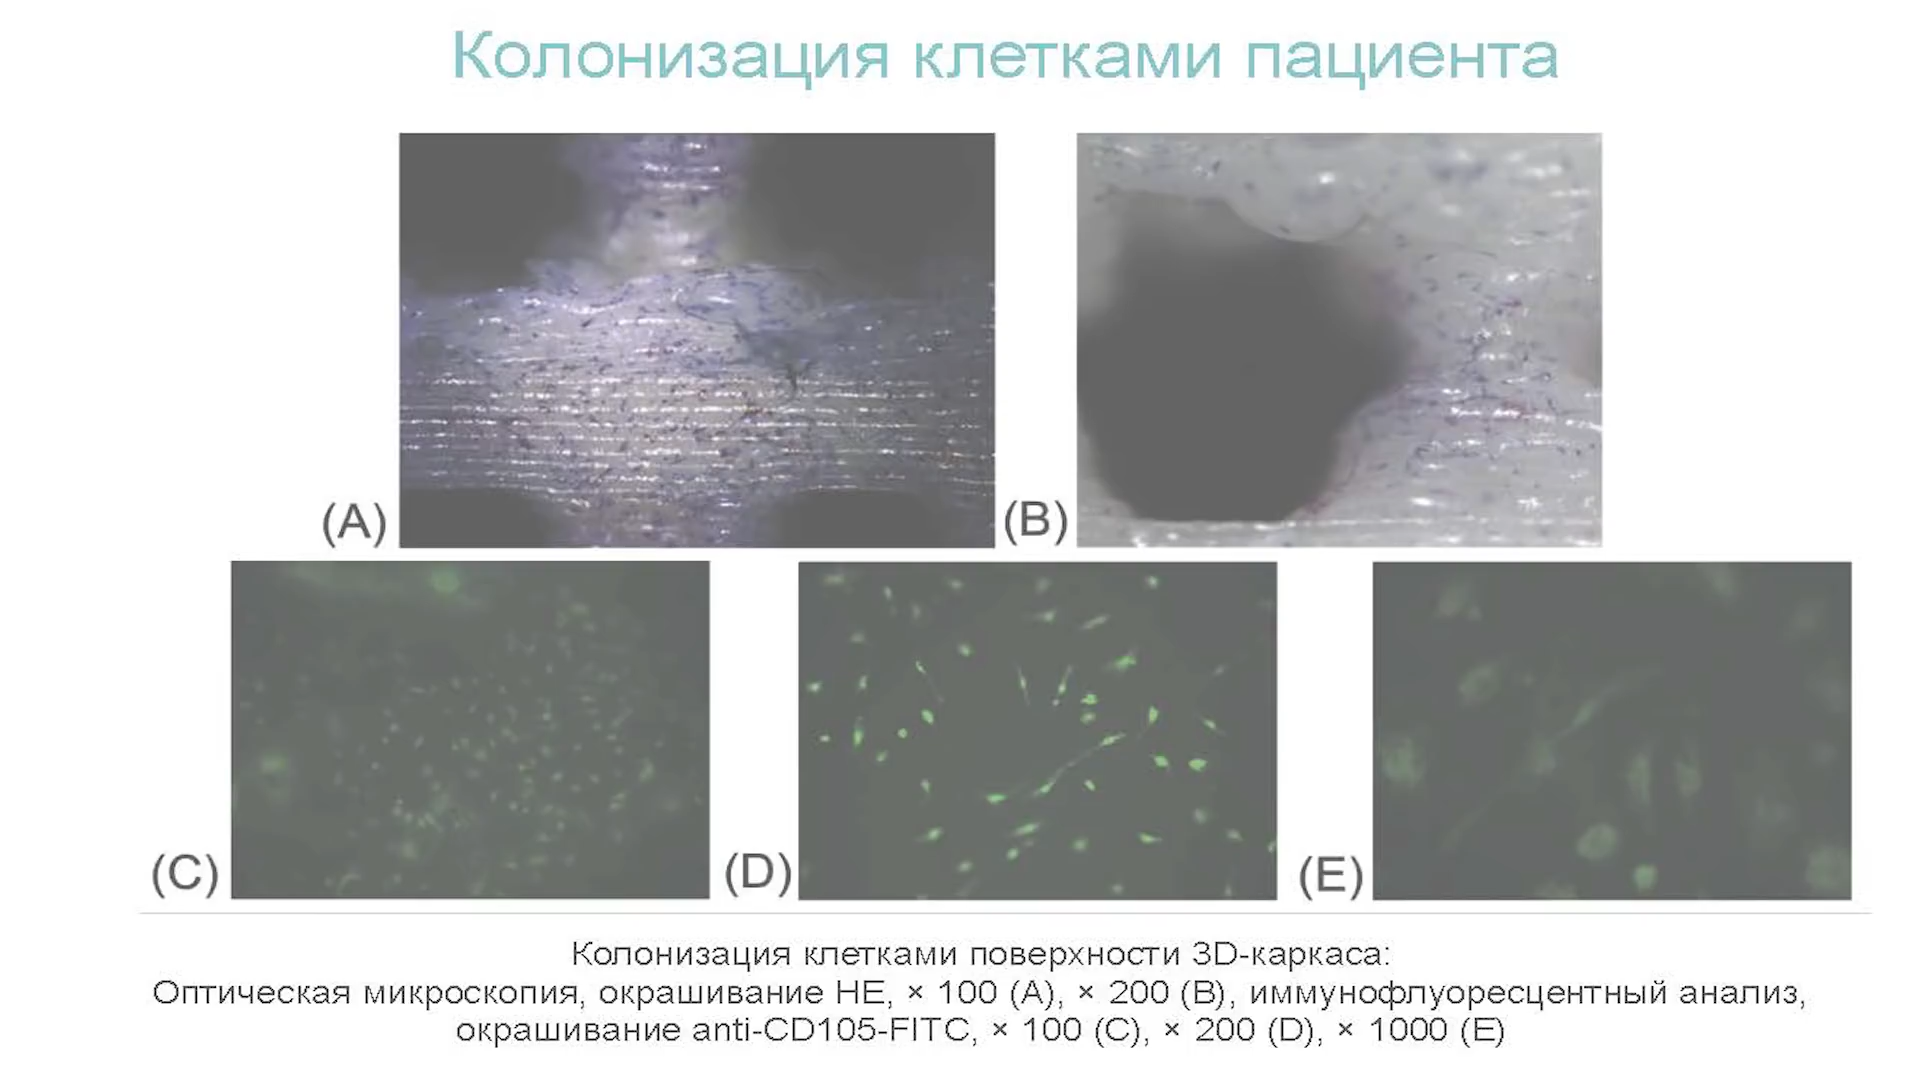 Колонизация клетками пациента
(A)
(B)
(C)
(D)
(E)
Колонизация клетками поверхности 3D-каркаса:
Оптическая микроскопия, окрашивание HE, × 100 (A), × 200 (B), иммунофлуоресцентный анализ,
окрашивание anti-CD105-FITC, × 100 (C), × 200 (D), × 1000 (E)